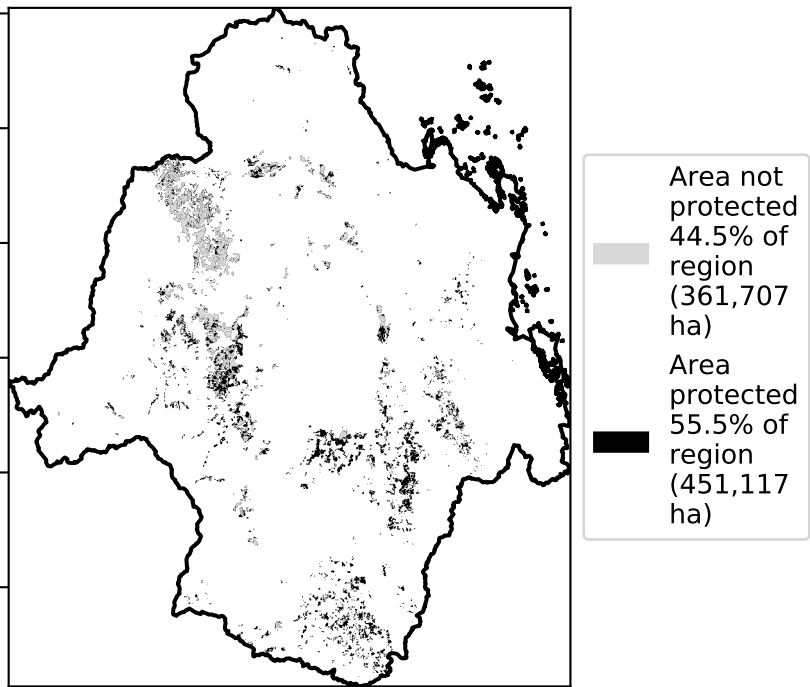 Area not
protected
44.5% of
region
(361,707
ha)
Area
protected
55.5% of
region
(451,117
ha)